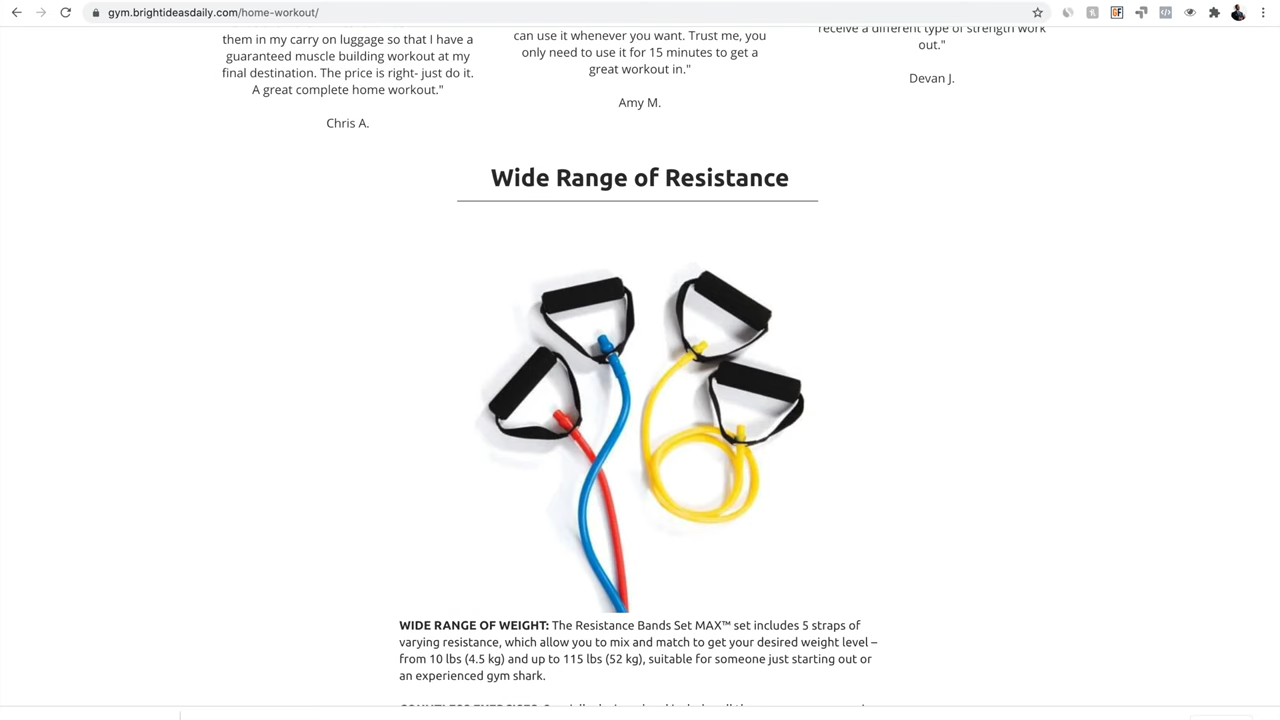 gym.brightideasdaily.com/home-workout/
them in my carry on luggage so that I have a
guaranteed muscle building workout at my
final destination. The price is right- just do it.
A great complete home workout."
Chris A.
can use it whenever you want. Trust me, you
only need to use it for 15 minutes to get a
great workout in."
Amy M.
receive a different type of strength work
out."
Devan J.
Wide Range of Resistance
WIDE RANGE OF WEIGHT: The Resistance Bands Set MAX™ set includes 5 straps of
varying resistance, which allow you to mix and match to get your desired weight level –
from 10 lbs (4.5 kg) and up to 115 lbs (52 kg), suitable for someone just starting out or
an experienced gym shark.